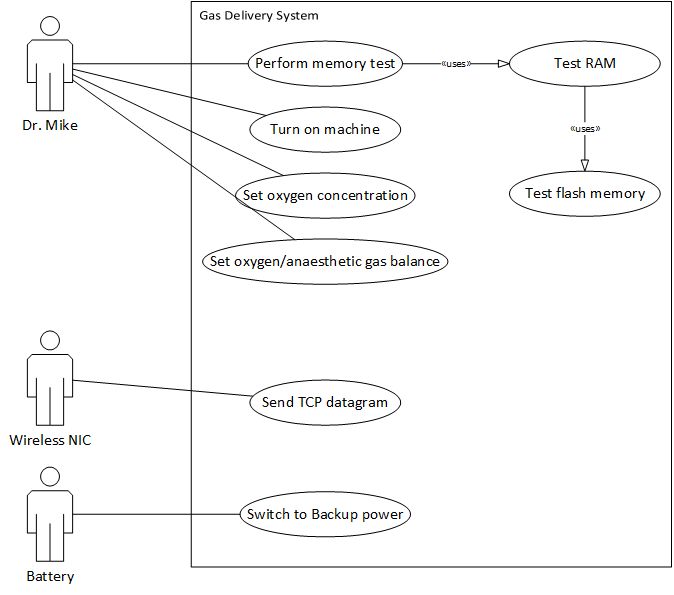 Gas Delivery System
Perform memory test
«uses»
Test RAM
Dr. Mike
Turn on machine
«uses»
Set oxygen concentration
Test flash memory
Set oxygen/anaesthetic gas balance
Wireless NIC
Send TCP datagram
Battery
Switch to Backup power